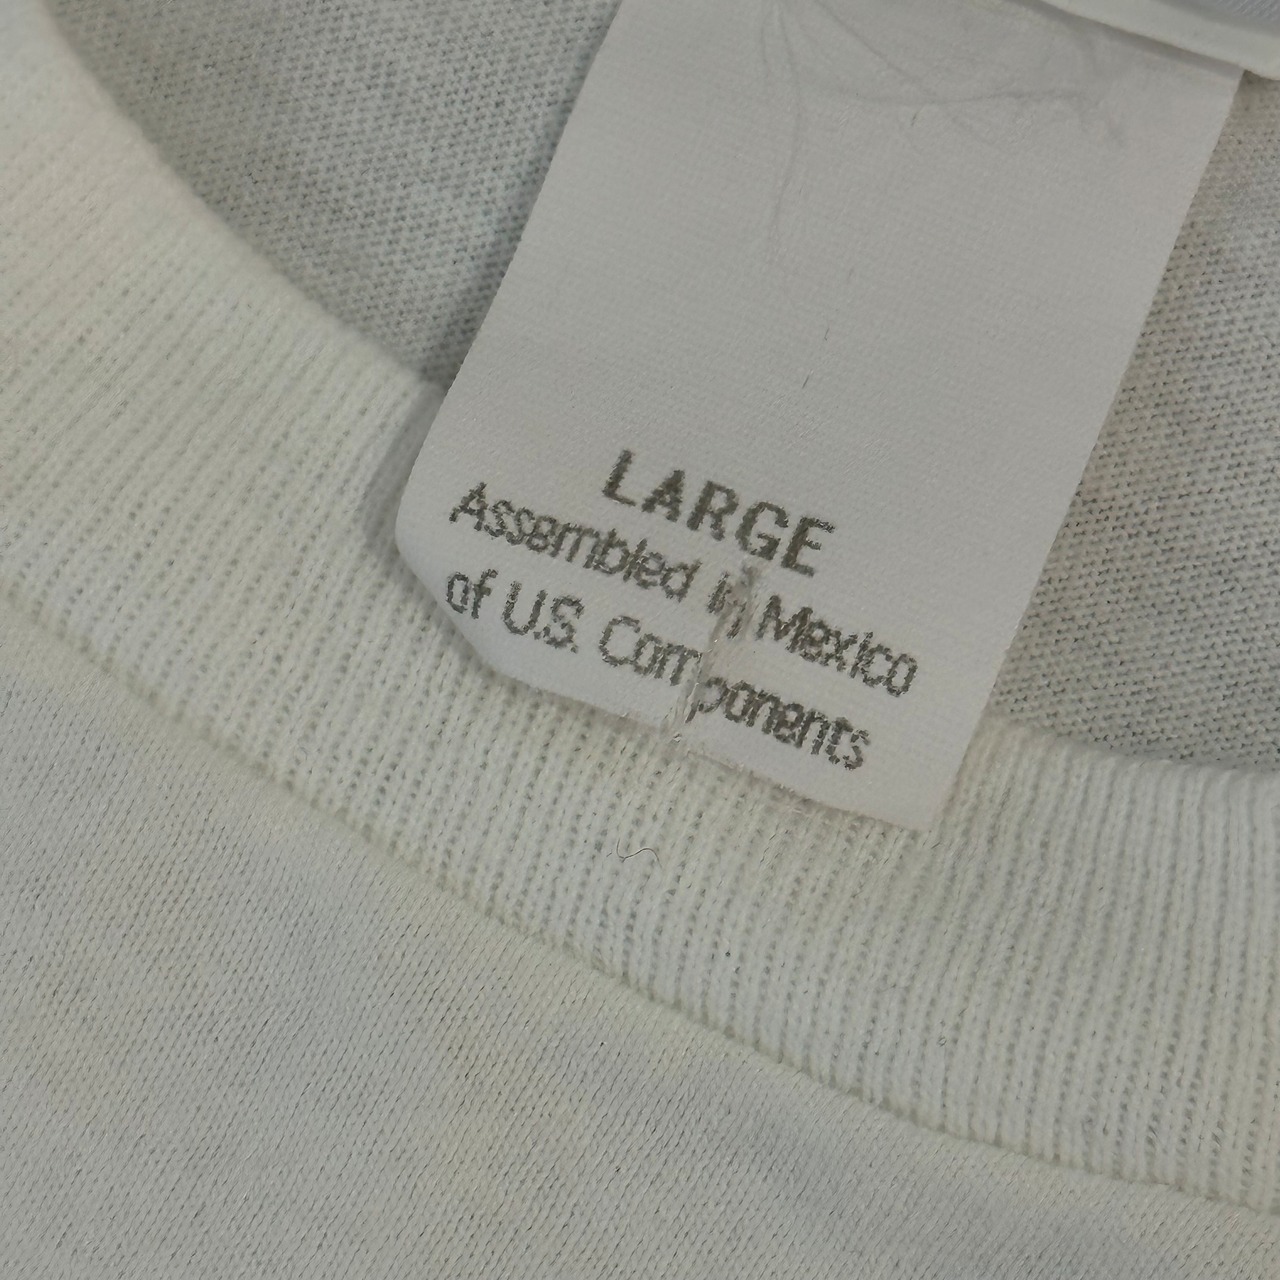 LARGE
Assembled in Mexico
of U.S. Components